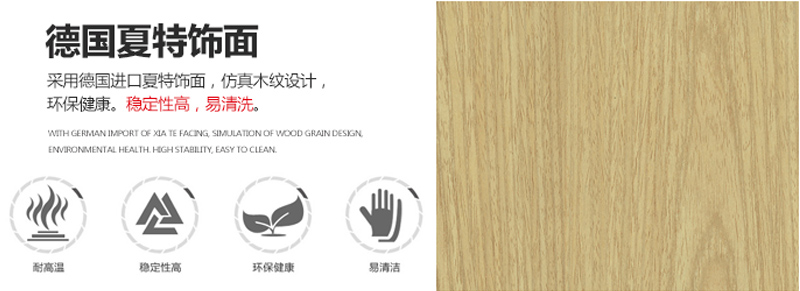 德国夏特饰面
采用德国进口夏特饰面，仿真木纹设计，
环保健康。稳定性高，易清洗。
WITH GERMAN IMPORT OF XIA TE FACING, SIMULATION OF WOOD GRAIN DESIGN,
ENVIRONMENTAL HEALTH. HIGH STABILITY, EASY TO CLEAN.
耐高温 稳定性高 环保健康 易清洁